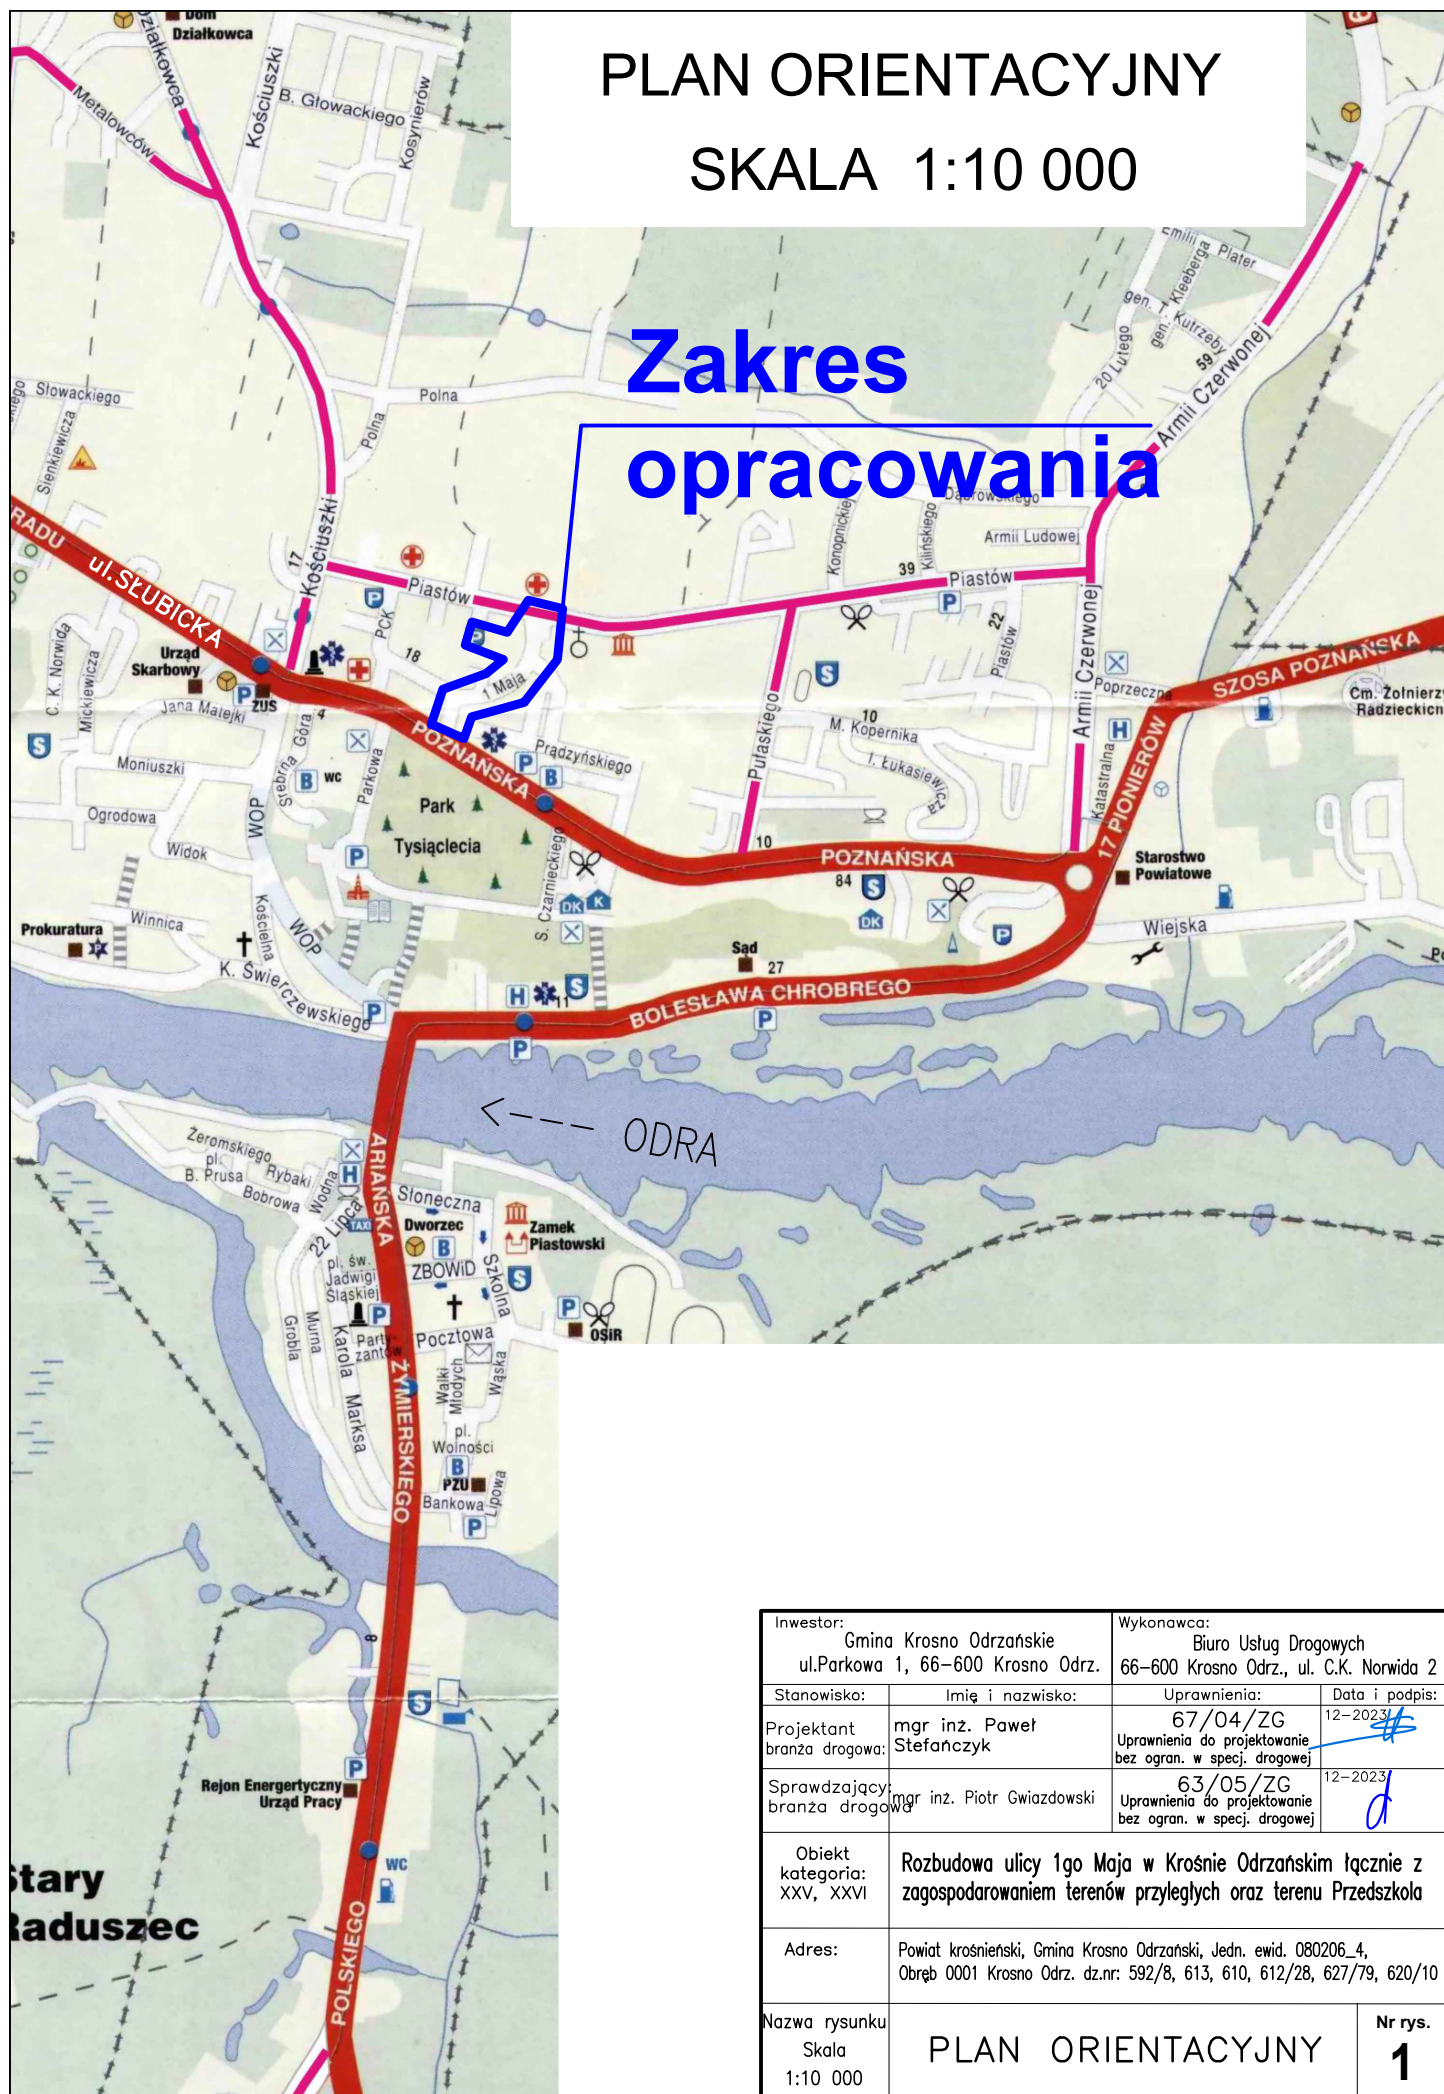 PLAN ORIENTACYJNY
SKALA 1:10 000
Dom
Działkowca
Działkowca
Kościuszki
B. Głowackiego
Kosynierów
Metalowców
Emilii Plater
gen. Kleeberga
gen. T. Kutrzeby
59
20 Lutego
Armii Czerwonej
Zakres
opracowania
Słowackiego
Sienkiewicza
Polna
Polna
Dąbrowskiego
Konopnickiej
Kilińskiego
Armii Ludowej
RADU
ul.SŁUBICKA
17
Kościuszki
Piastów
39
Piastów
P
P
P
PCK
18
22
Piastów
C. K. Norwida
Mickiewicza
Urząd
Skarbowy
P
ZUS
Jana Matejki
4
1 Maja
S
Armii Czerwonej
Poprzeczna
SZOSA POZNAŃSKA
Cm. Żołnierzy
Radzieckich
S
Moniuszki
Srebrna Góra
B
WC
Parkowa
POZNAŃSKA
P
B
Prądzyńskiego
Pułaskiego
10
M. Kopernika
I. Łukasiewicza
H
Katastralna
17 PIONIERÓW
Ogrodowa
WOP
Park
Tysiąclecia
Widok
P
S. Czarnieckiego
10
POZNAŃSKA
84
S
DK
Starostwo
Powiatowe
Winnica
Kościelna
WOP
DK
K
P
Wiejska
Prokuratura
K. Świerczewskiego
P
Sąd
27
H
11
S
P
BOLESŁAWA CHROBREGO
P
ODRA
ARIAŃSKA
Żeromskiego
pl.
B. Prusa
Rybaki
Bobrowa
Wodna
H
22 Lipca
TAXI
Słoneczna
Dworzec
B
Zamek
Piastowski
ZBOWiD
Szkolna
S
pl. św.
Jadwigi
Śląskiej
P
P
OSiR
Grobla
Murna
Karola Marksa
Party-
zantów
Pocztowa
ŻYMIERSKIEGO
Walki
Młodych
Wąska
pl.
Wolności
B
PZU
Bankowa
Lipowa
P
8
S
P
Rejon Energertyczny
Urząd Pracy
WC
Stary
Raduszec
POLSKIEGO
Inwestor:
Gmina Krosno Odrzańskie
ul.Parkowa 1, 66-600 Krosno Odrz.
Wykonawca:
Biuro Usług Drogowych
66-600 Krosno Odrz., ul. C.K. Norwida 2
Stanowisko:
Imię i nazwisko:
Uprawnienia:
Data i podpis:
Projektant
branża drogowa:
mgr inż. Paweł
Stefańczyk
67/04/ZG
Uprawnienia do projektowanie
bez ogran. w specj. drogowej
12-2023
Sprawdzający:
branża drogowa
mgr inż. Piotr Gwiazdowski
63/05/ZG
Uprawnienia do projektowanie
bez ogran. w specj. drogowej
12-2023
Obiekt
kategoria:
XXV, XXVI
Rozbudowa ulicy 1go Maja w Krośnie Odrzańskim łącznie z
zagospodarowaniem terenów przyległych oraz terenu Przedszkola
Adres:
Powiat krośnieński, Gmina Krosno Odrzański, Jedn. ewid. 080206_4,
Obręb 0001 Krosno Odrz. dz.nr: 592/8, 613, 610, 612/28, 627/79, 620/10
Nazwa rysunku
Skala
1:10 000
PLAN ORIENTACYJNY
Nr rys.
1